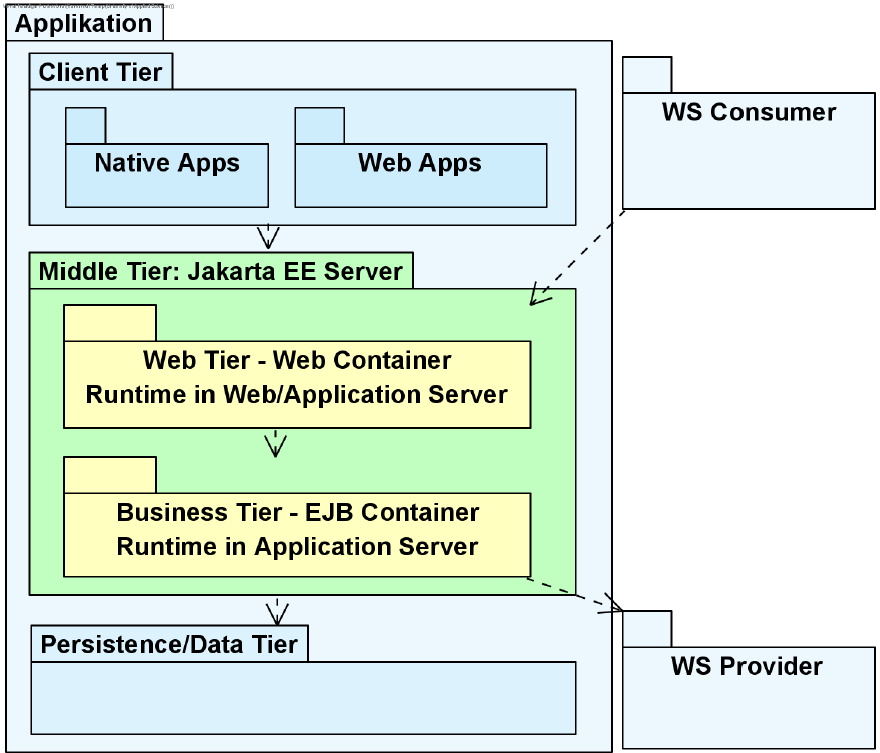 Applikation
Client Tier
Native Apps
Web Apps
WS Consumer
Middle Tier: Jakarta EE Server
Web Tier - Web Container
Runtime in Web/Application Server
Business Tier - EJB Container
Runtime in Application Server
Persistence/Data Tier
WS Provider